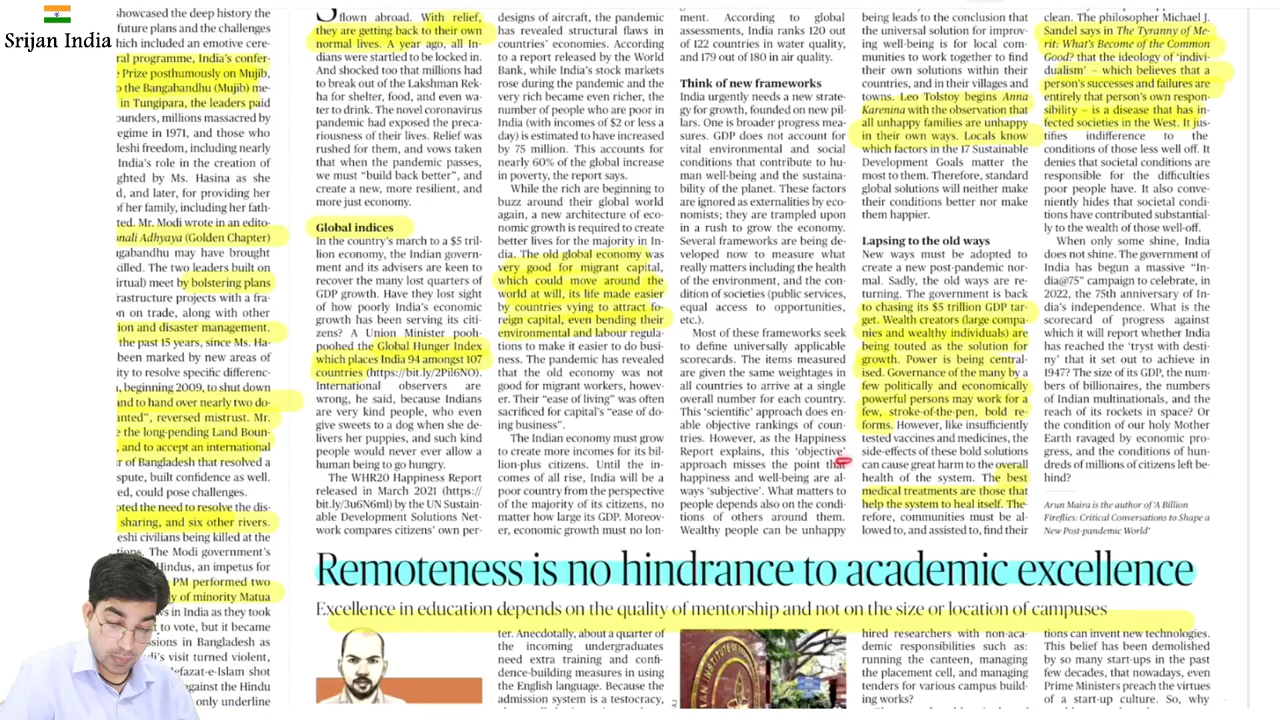 Srijan India
showcased the deep history the
future plans and the challenges
which included an emotive cere-
ral programme, India's confer-
Prize posthumously on Mujib,
o the Bangabandhu (Mujib) me-
in Tungipara, the leaders paid
ounders, millions massacred by
regime in 1971, and those who
deshi freedom, including nearly
India's role in the creation of
ghted by Ms. Hasina as she
d, and later, for providing her
of her family, including her fath-
ted. Mr. Modi wrote in an edito-
onali Adhyaya (Golden Chapter)
ngabandhu may have brought
killed. The two leaders built on
irtual) meet by bolstering plans
rastructure projects with a fra-
on on trade, along with other
ion and disaster management.
the past 15 years, since Ms. Ha-
been marked by new areas of
ity to resolve specific differenc-
, beginning 2009, to shut down
and to hand over nearly two do-
anted”, reversed mistrust. Mr.
e the long-pending Land Boun-
, and to accept an international
r of Bangladesh that resolved a
spute, built confidence as well.
ed, could pose challenges.
oted the need to resolve the dis-
sharing, and six other rivers.
eshi civilians being killed at the
tions. The Modi government's
Hindus, an impetus for
PM performed two
y of minority Matua
ws in India as they took
t to vote, but it became
ssions in Bangladesh as
di's visit turned violent,
efazat-e-Islam shot
against the Hindu
only underline
flown abroad. With relief,
they are getting back to their own
normal lives. A year ago, all In-
dians were startled to be locked in.
And shocked too that millions had
to break out of the Lakshman Rek-
ha for shelter, food, and even wa-
ter to drink. The novel coronavirus
pandemic had exposed the preca-
riousness of their lives. Relief was
rushed for them, and vows taken
that when the pandemic passes,
we must “build back better”, and
create a new, more resilient, and
more just economy.
Global indices
In the country's march to a $5 tril-
lion economy, the Indian govern-
ment and its advisers are keen to
recover the many lost quarters of
GDP growth. Have they lost sight
of how poorly India's economic
growth has been serving its citi-
zens? A Union Minister pooh-
poohed the Global Hunger Index
which places India 94 amongst 107
countries (https://bit.ly/2Pil6NO).
International observers are
wrong, he said, because Indians
are very kind people, who even
give sweets to a dog when she de-
livers her puppies, and such kind
people would never ever allow a
human being to go hungry.
The WHR20 Happiness Report
released in March 2021 (https://
bit.ly/3u6N6ml) by the UN Sustain-
able Development Solutions Net-
work compares citizens' own per-
designs of aircraft, the pandemic
has revealed structural flaws in
countries' economies. According
to a report released by the World
Bank, while India's stock markets
rose during the pandemic and the
very rich became even richer, the
number of people who are poor in
India (with incomes of $2 or less a
day) is estimated to have increased
by 75 million. This accounts for
nearly 60% of the global increase
in poverty, the report says.
While the rich are beginning to
buzz around their global world
again, a new architecture of eco-
nomic growth is required to create
better lives for the majority in In-
dia. The old global economy was
very good for migrant capital,
which could move around the
world at will, its life made easier
by countries vying to attract fo-
reign capital, even bending their
environmental and labour regula-
tions to make it easier to do busi-
ness. The pandemic has revealed
that the old economy was not
good for migrant workers, howev-
er. Their “ease of living” was often
sacrificed for capital's “ease of do-
ing business”.
The Indian economy must grow
to create more incomes for its bil-
lion-plus citizens. Until the in-
comes of all rise, India will be a
poor country from the perspective
of the majority of its citizens, no
matter how large its GDP. Moreov-
er, economic growth must no lon-
ment. According to global
assessments, India ranks 120 out
of 122 countries in water quality,
and 179 out of 180 in air quality.
Think of new frameworks
India urgently needs a new strate-
gy for growth, founded on new pil-
lars. One is broader progress mea-
sures. GDP does not account for
vital environmental and social
conditions that contribute to hu-
man well-being and the sustaina-
bility of the planet. These factors
are ignored as externalities by eco-
nomists; they are trampled upon
in a rush to grow the economy.
Several frameworks are being de-
veloped now to measure what
really matters including the health
of the environment, and the con-
dition of societies (public services,
equal access to opportunities,
etc.).
Most of these frameworks seek
to define universally applicable
scorecards. The items measured
are given the same weightages in
all countries to arrive at a single
overall number for each country.
This ‘scientific’ approach does en-
able objective rankings of coun-
tries. However, as the Happiness
Report explains, this ‘objective’
approach misses the point that
happiness and well-being are al-
ways ‘subjective’. What matters to
people depends also on the condi-
tions of others around them.
Wealthy people can be unhappy
being leads to the conclusion that
the universal solution for improv-
ing well-being is for local com-
munities to work together to find
their own solutions within their
countries, and in their villages and
towns. Leo Tolstoy begins Anna
Karenina with the observation that
all unhappy families are unhappy
in their own ways. Locals know
which factors in the 17 Sustainable
Development Goals matter the
most to them. Therefore, standard
global solutions will neither make
their conditions better nor make
them happier.
Lapsing to the old ways
New ways must be adopted to
create a new post-pandemic nor-
mal. Sadly, the old ways are re-
turning. The government is back
to chasing its $5 trillion GDP tar-
get. Wealth creators (large compa-
nies and wealthy individuals) are
being touted as the solution for
growth. Power is being central-
ised. Governance of the many by a
few politically and economically
powerful persons may work for a
few, stroke-of-the-pen, bold re-
forms. However, like insufficiently
tested vaccines and medicines, the
side-effects of these bold solutions
can cause great harm to the overall
health of the system. The best
medical treatments are those that
help the system to heal itself. The-
refore, communities must be al-
lowed to, and assisted to, find their
clean. The philosopher Michael J.
Sandel says in The Tyranny of Me-
rit: What's Become of the Common
Good? that the ideology of ‘indivi-
dualism’ – which believes that a
person's successes and failures are
entirely that person's own respon-
sibility – is a disease that has in-
fected societies in the West. It jus-
tifies indifference to the
conditions of those less well off. It
denies that societal conditions are
responsible for the difficulties
poor people have. It also conve-
niently hides that societal condi-
tions have contributed substantial-
ly to the wealth of those well-off.
When only some shine, India
does not shine. The government of
India has begun a massive “In-
dia@75” campaign to celebrate, in
2022, the 75th anniversary of In-
dia's independence. What is the
scorecard of progress against
which it will report whether India
has reached the ‘tryst with desti-
ny’ that it set out to achieve in
1947? The size of its GDP, the num-
bers of billionaires, the numbers
of Indian multinationals, and the
reach of its rockets in space? Or
the condition of our holy Mother
Earth ravaged by economic pro-
gress, and the conditions of hun-
dreds of millions of citizens left be-
hind?
Arun Maira is the author of ‘A Billion
Fireflies: Critical Conversations to Shape a
New Post-pandemic World’
Remoteness is no hindrance to academic excellence
Excellence in education depends on the quality of mentorship and not on the size or location of campuses
ter. Anecdotally, about a quarter of
the incoming undergraduates
need extra training and confi-
dence-building measures in using
the English language. Because the
admission system is a testocracy,
hired researchers with non-aca-
demic responsibilities such as:
running the canteen, managing
the placement cell, and managing
tenders for various campus build-
ing works?
tions can invent new technologies.
This belief has been demolished
by so many start-ups in the past
few decades, that nowadays, even
Prime Ministers preach the virtues
of a start-up culture. So, why